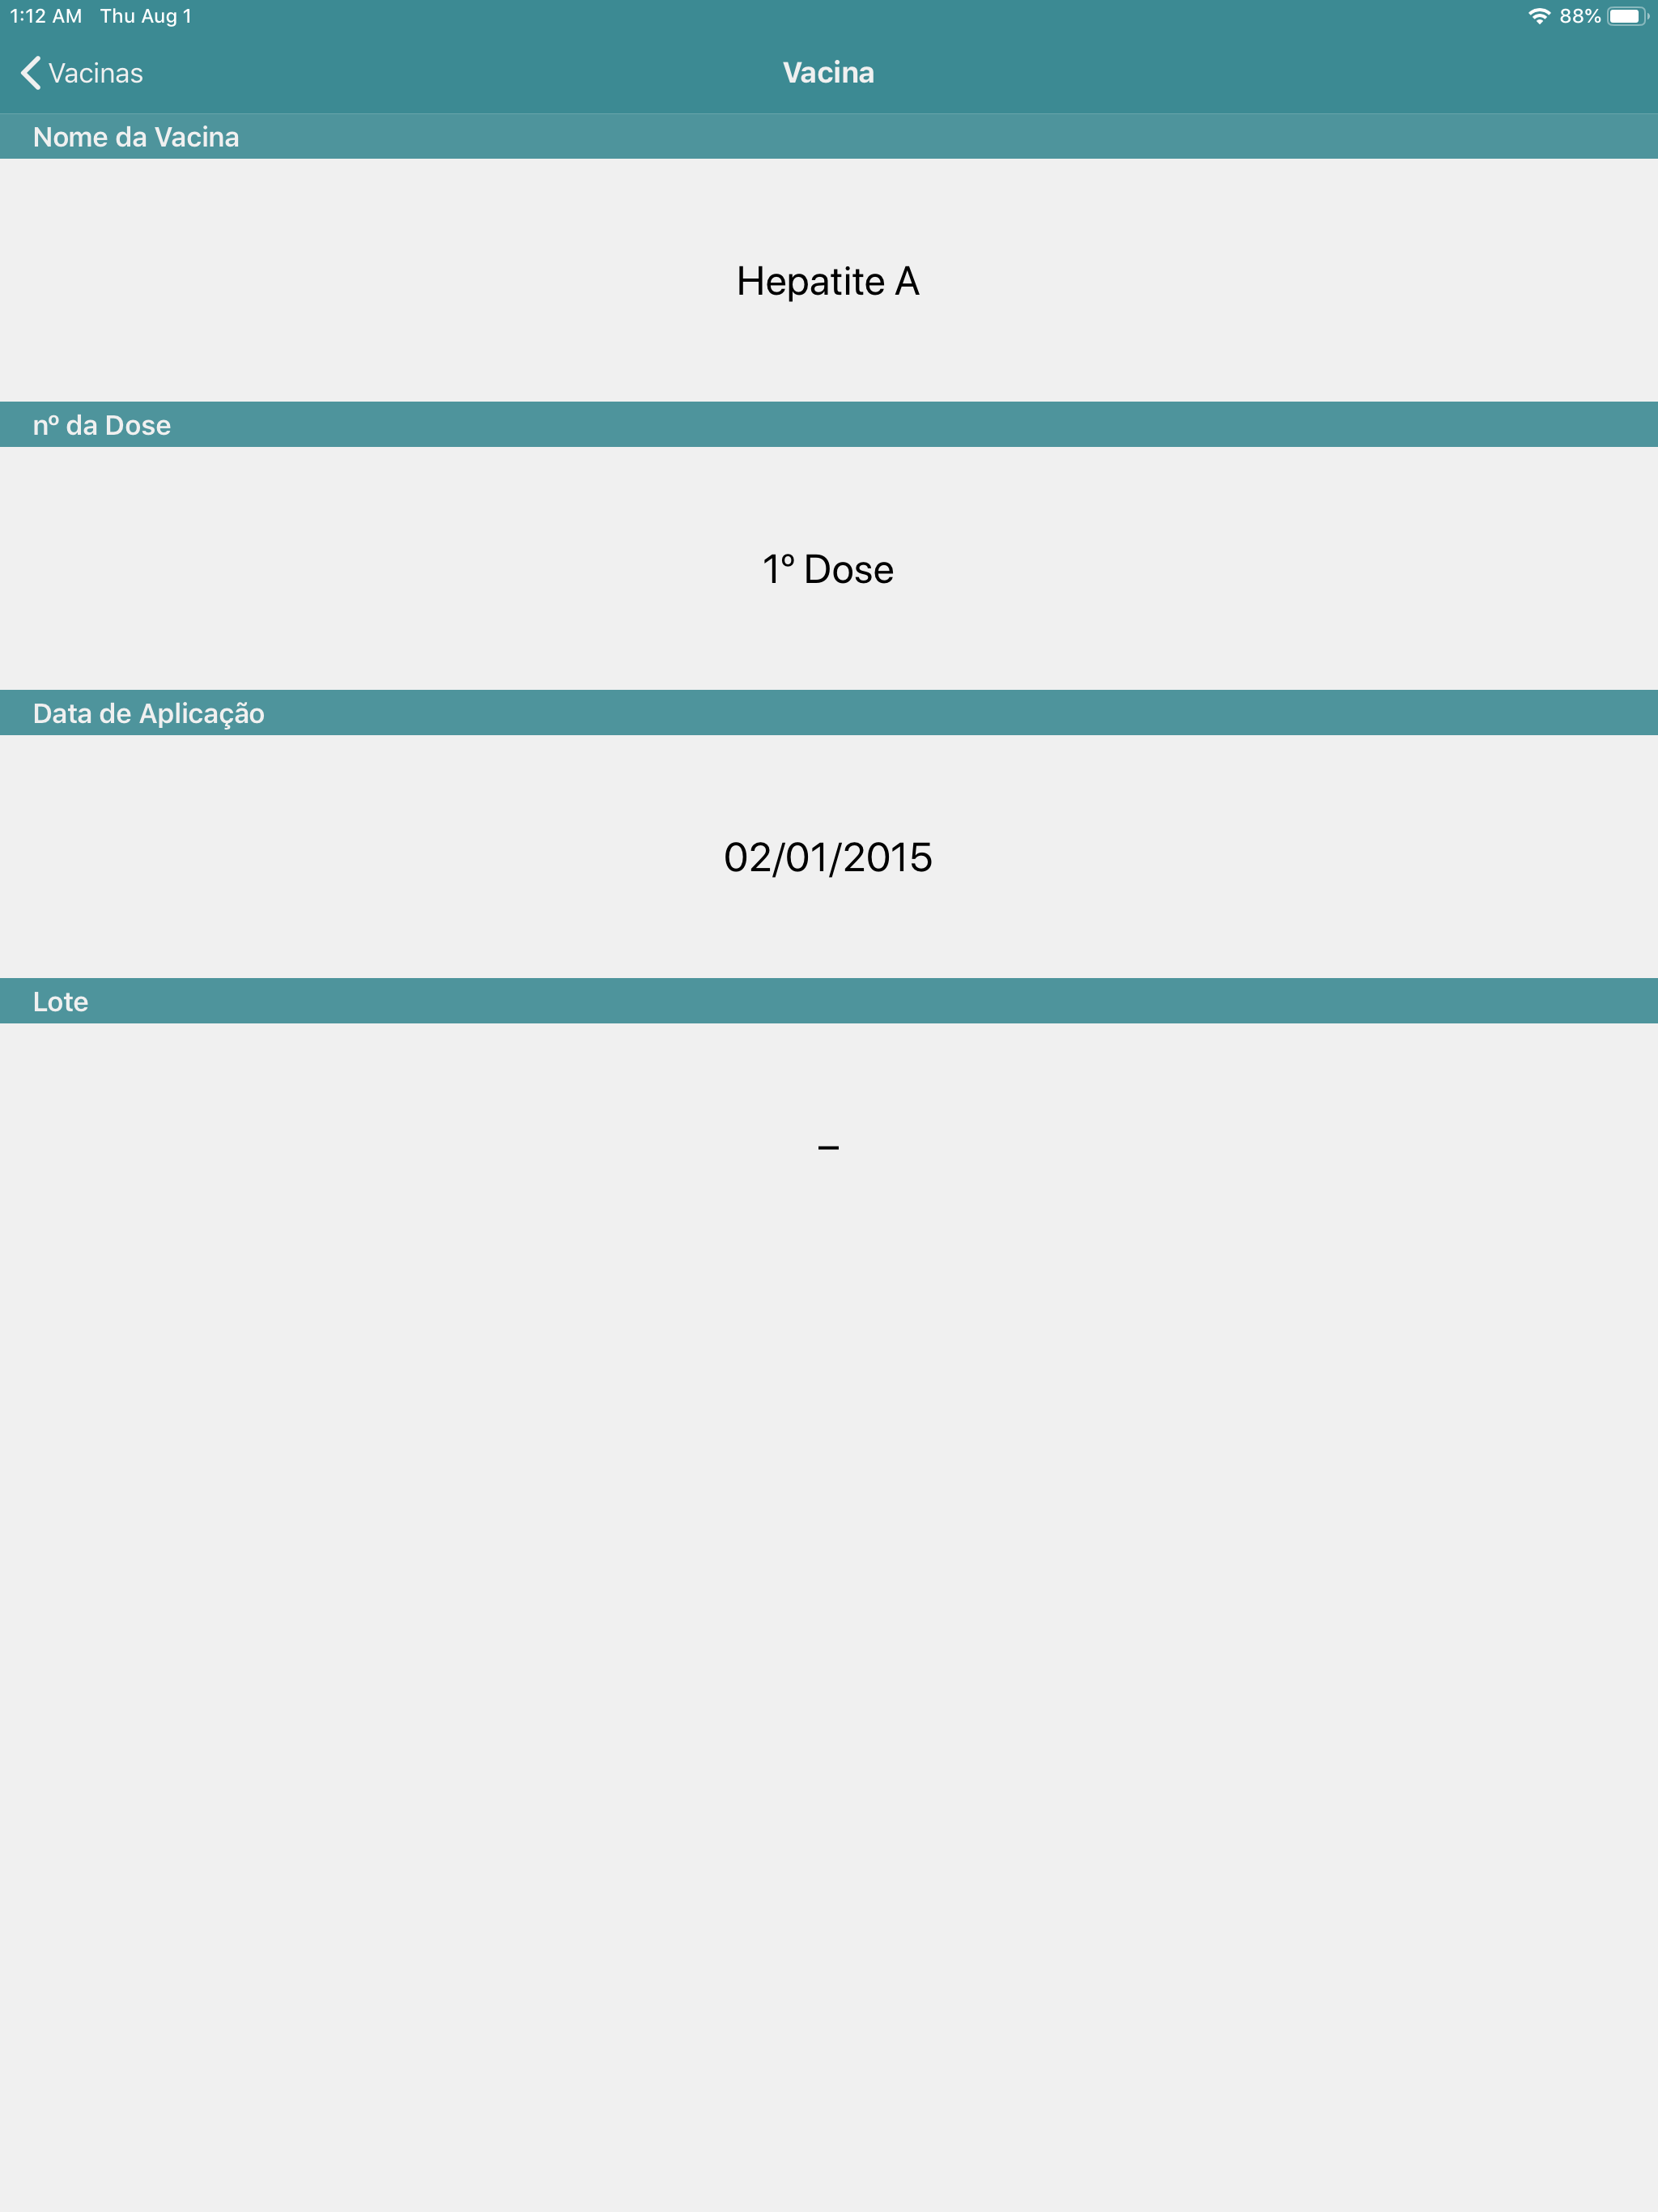 1:12 AM Thu Aug 1 88%
Vacinas Vacina
Nome da Vacina
Hepatite A
nº da Dose
1º Dose
Data de Aplicação
02/01/2015
Lote
–